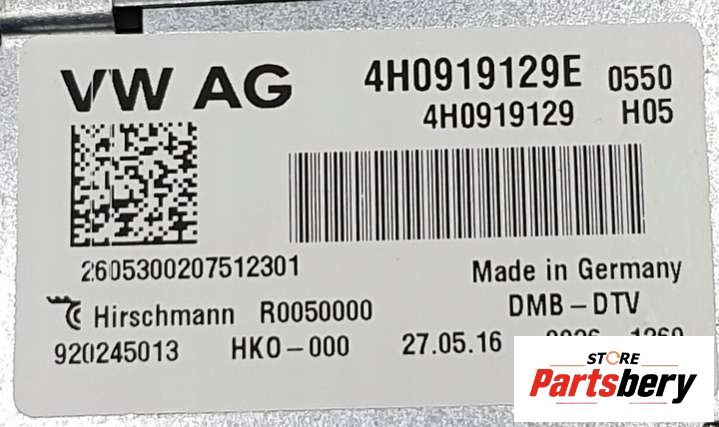 VW AG 4H0919129E 0550
4H0919129 H05
2605300207512301 Made in Germany
Hirschmann R0050000 DMB-DTV
920245013 HKO-000 27.05.16
STORE
Partsbery